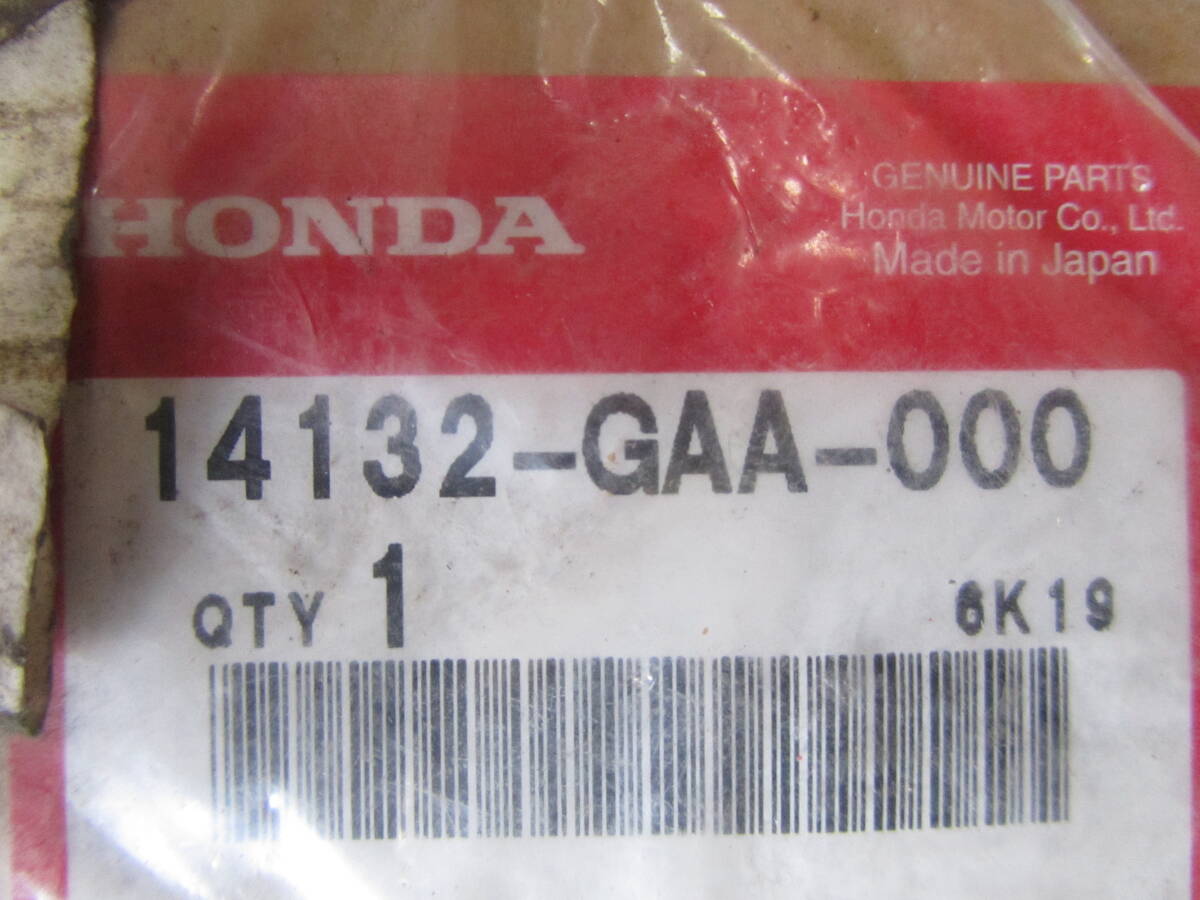 HONDA
GENUINE PARTS
Honda Motor Co., Ltd.
Made in Japan
14132-GAA-000
QTY 1
6K19